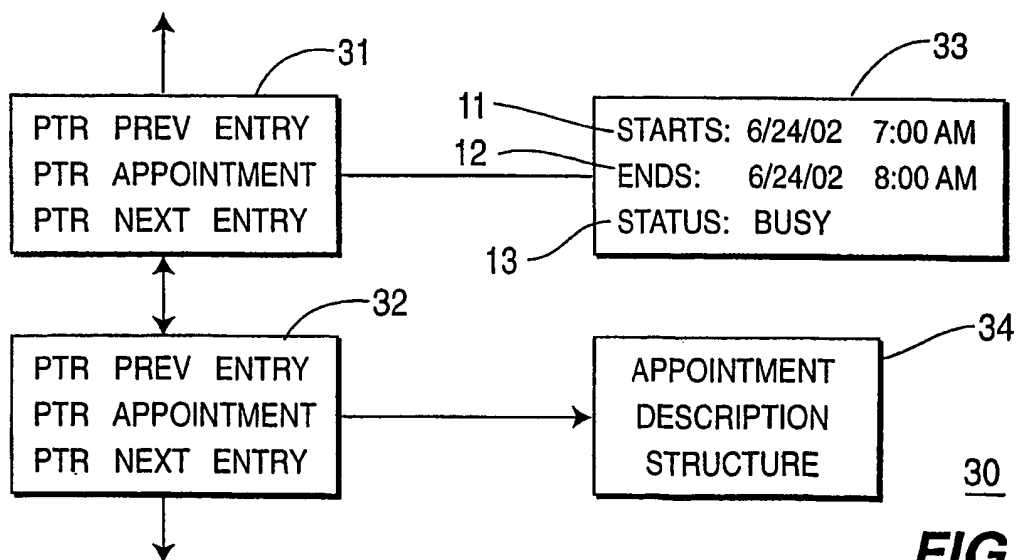 31
PTR PREV ENTRY
PTR APPOINTMENT
PTR NEXT ENTRY
33
11
STARTS: 6/24/02 7:00 AM
12
ENDS: 6/24/02 8:00 AM
STATUS: BUSY
13
32
PTR PREV ENTRY
PTR APPOINTMENT
PTR NEXT ENTRY
34
APPOINTMENT
DESCRIPTION
STRUCTURE
30
FIG